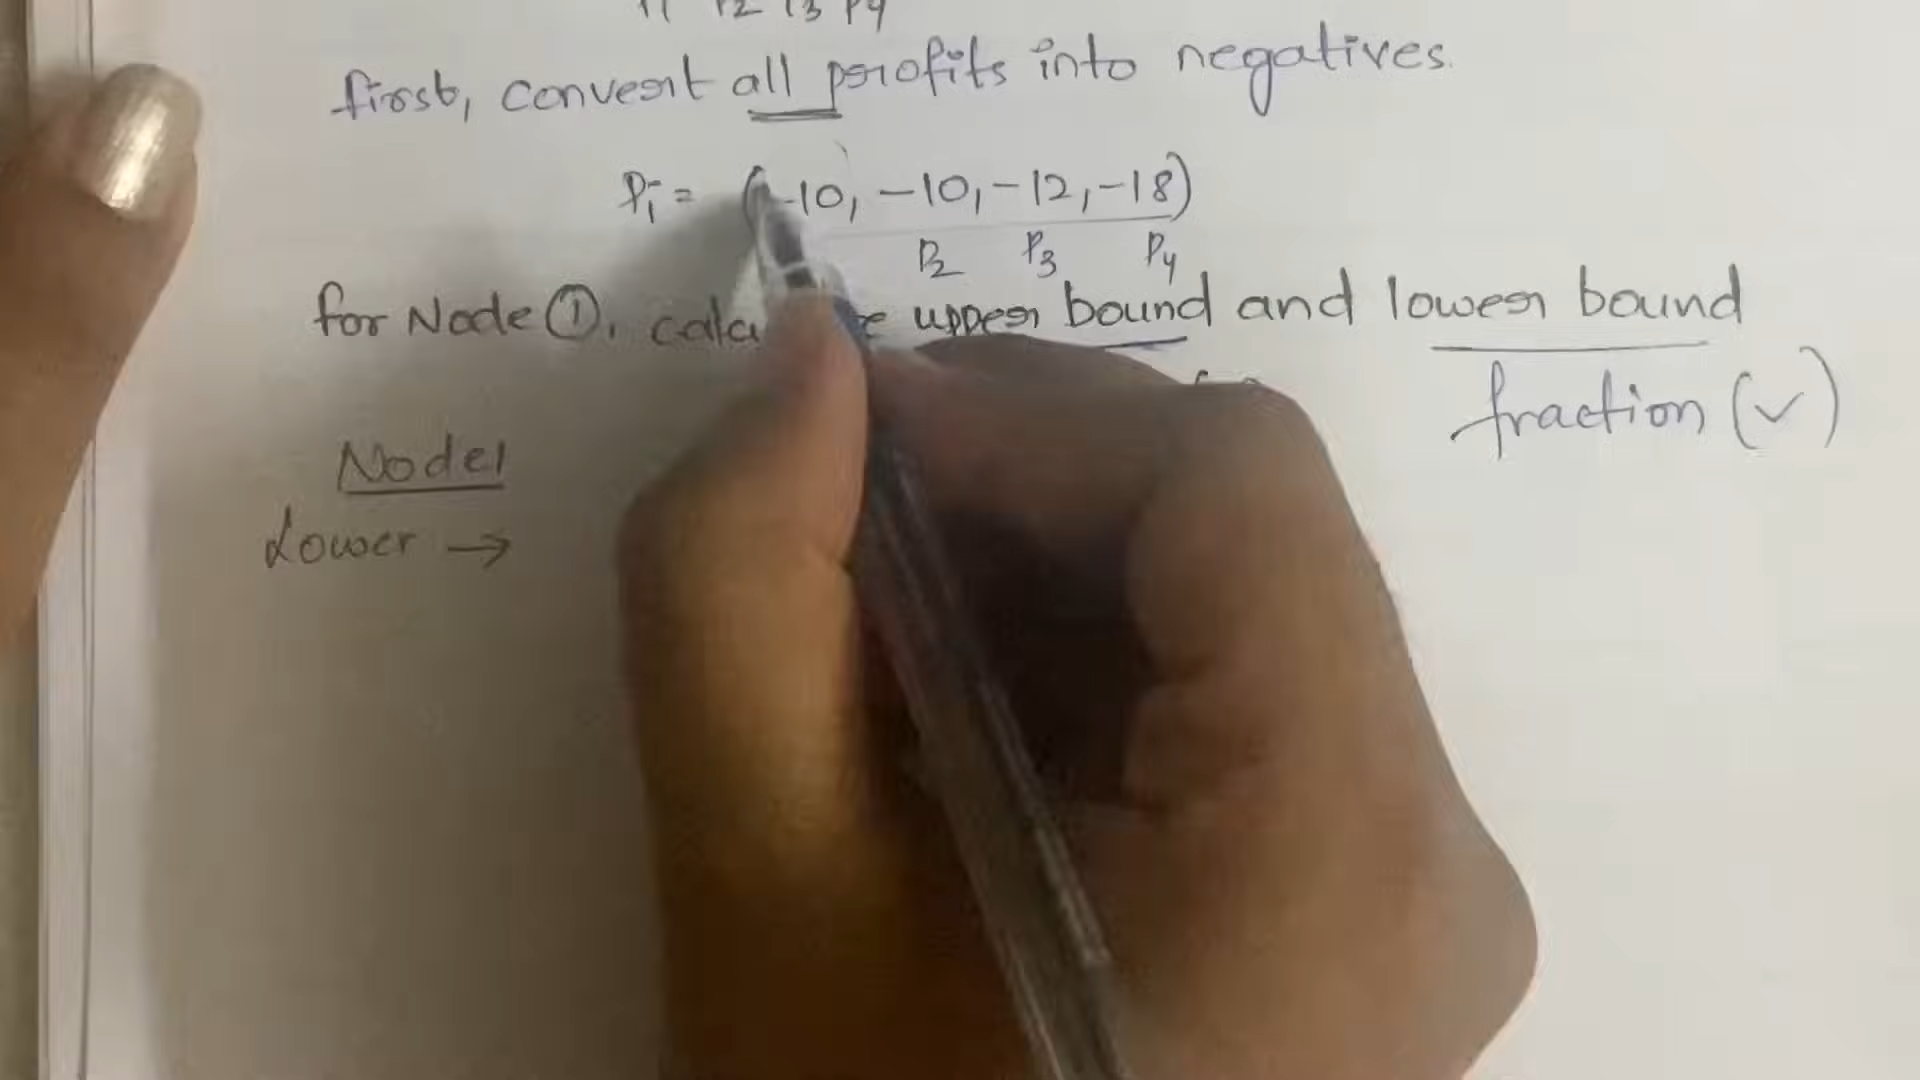 first, convert all profits into negatives.
Pi = (-10, -10, -12, -18)
P2 P3 P4
for Node ①, upper bound and lower bound
fraction (✓)
Node1
Lower →